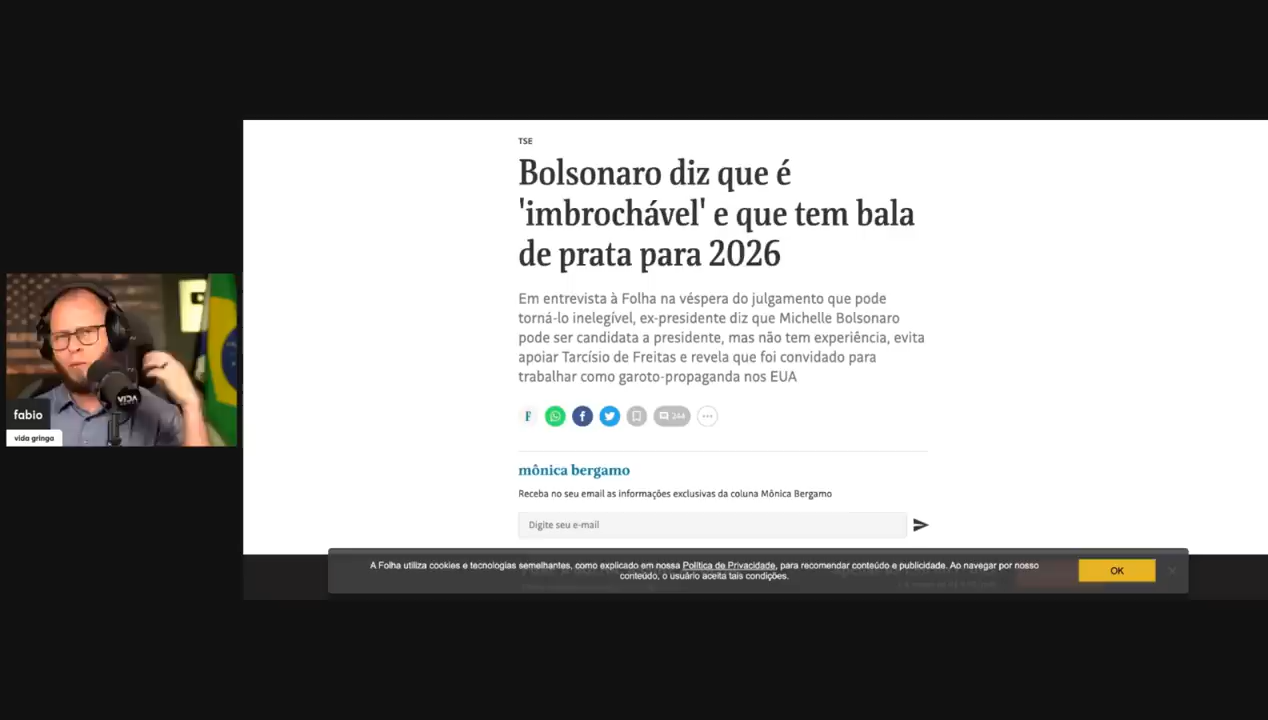 TSE
Bolsonaro diz que é
'imbrochável' e que tem bala
de prata para 2026
Em entrevista à Folha na véspera do julgamento que pode
torná-lo inelegível, ex-presidente diz que Michelle Bolsonaro
pode ser candidata a presidente, mas não tem experiência, evita
apoiar Tarcísio de Freitas e revela que foi convidado para
trabalhar como garoto-propaganda nos EUA
F
244
mônica bergamo
Receba no seu email as informações exclusivas da coluna Mônica Bergamo
Digite seu e-mail
A Folha utiliza cookies e tecnologias semelhantes, como explicado em nossa Política de Privacidade, para recomendar conteúdo e publicidade. Ao navegar por nosso
conteúdo, o usuário aceita tais condições.
OK
VIDA
fabio
vida gringa